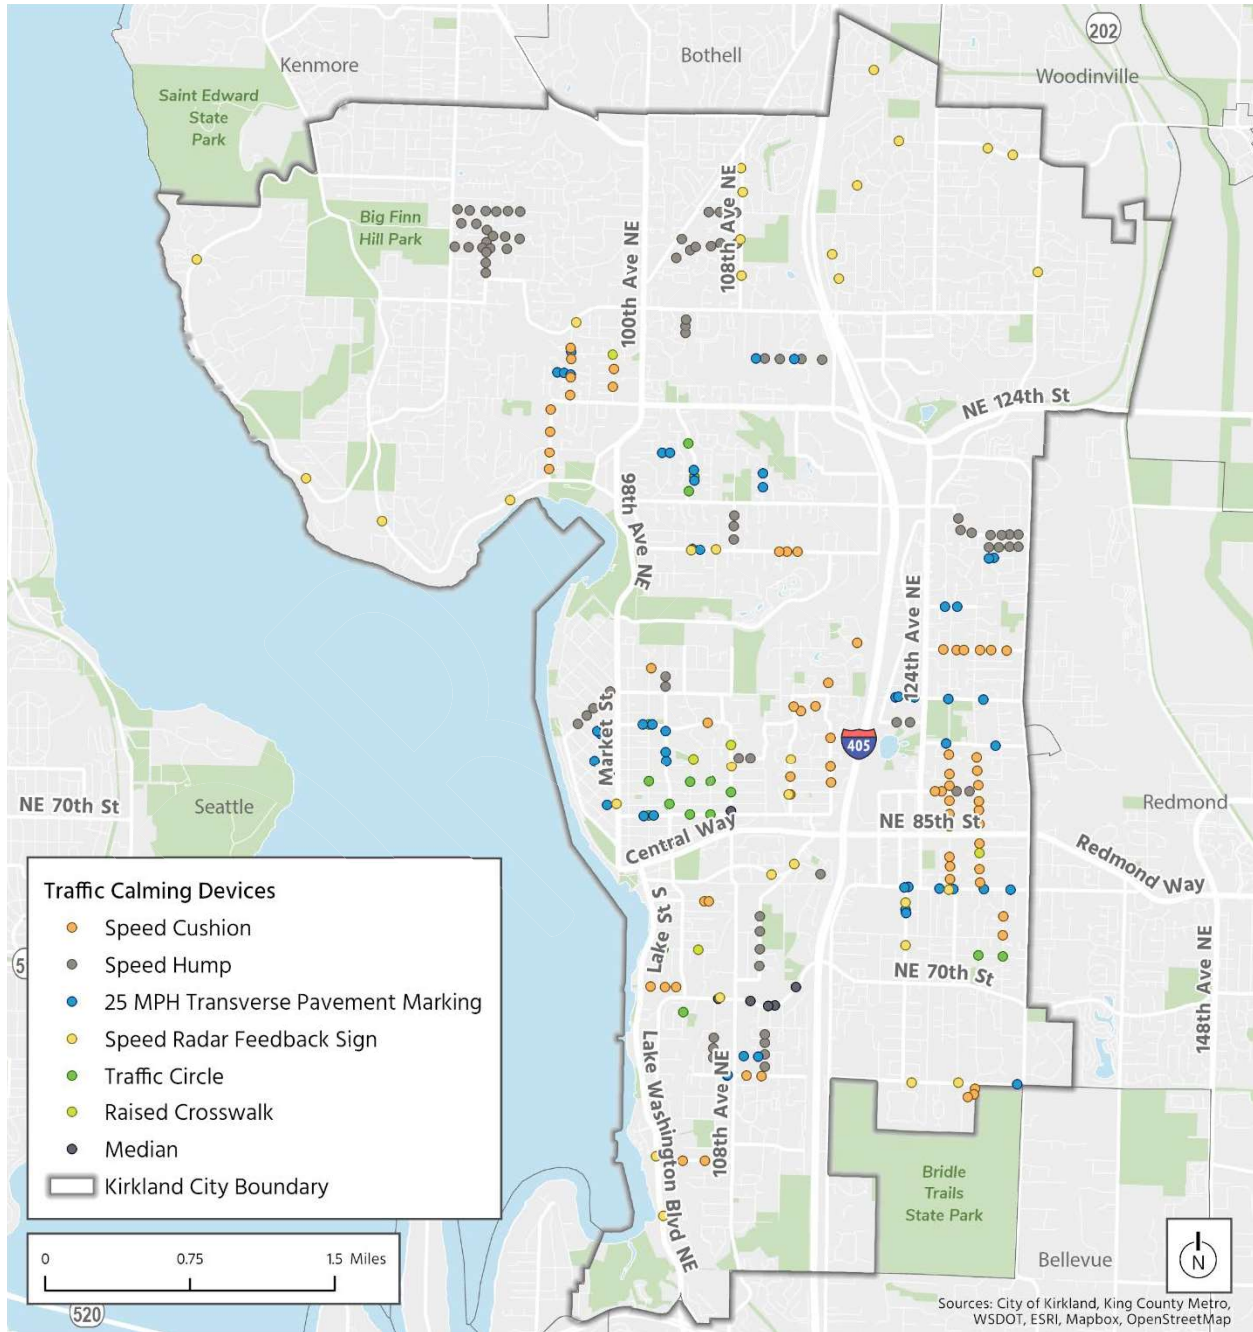 202
Kenmore
Bothell
Woodinville
Saint Edward
State
Park
Big Finn
Hill Park
100th Ave NE
108th Ave NE
NE 124th St
98th Ave NE
124th Ave NE
Market St
405
NE 70th St
Seattle
Central Way
NE 85th St
Redmond
Redmond Way
Lake St S
NE 70th St
148th Ave NE
Lake Washington Blvd NE
108th Ave NE
Bridle
Trails
State Park
Bellevue
Traffic Calming Devices
Speed Cushion
Speed Hump
25 MPH Transverse Pavement Marking
Speed Radar Feedback Sign
Traffic Circle
Raised Crosswalk
Median
Kirkland City Boundary
0 0.75 1.5 Miles
520
N
Sources: City of Kirkland, King County Metro,
WSDOT, ESRI, Mapbox, OpenStreetMap